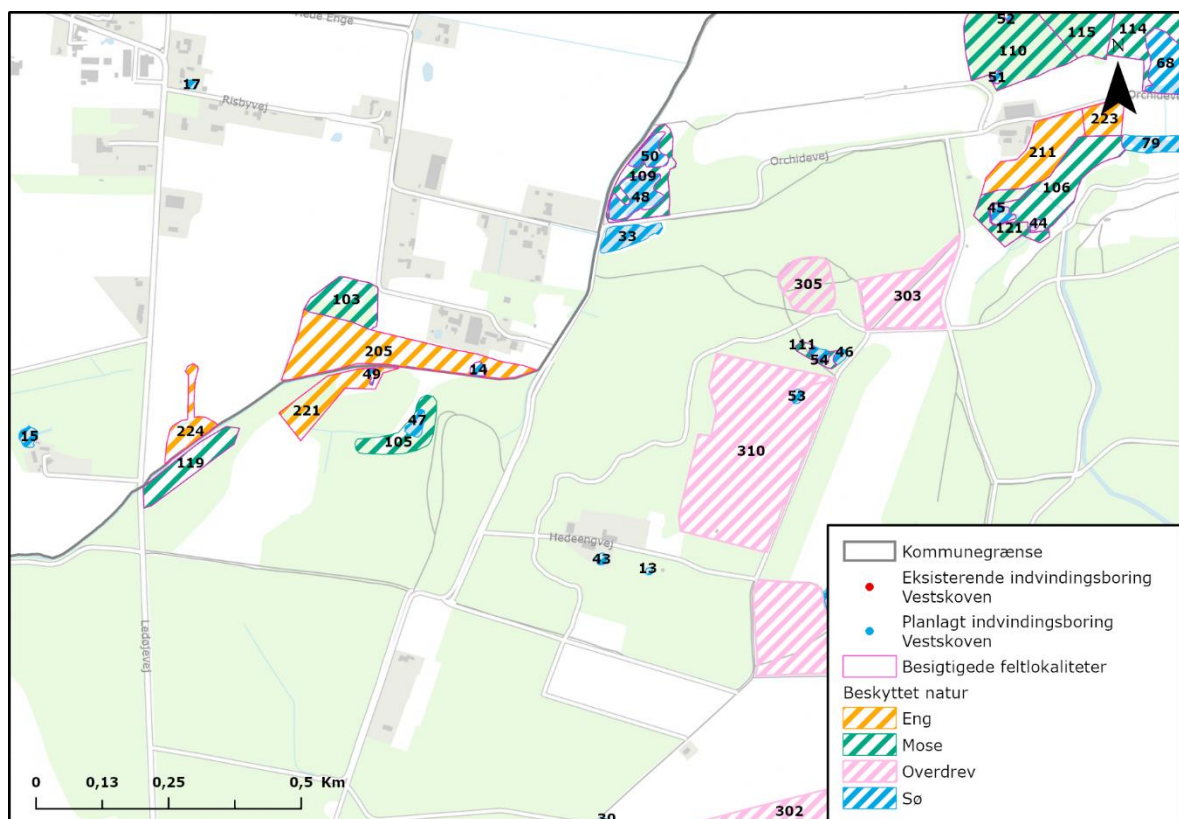 Hede Enge
52
115
114
110
N
68
51
17
Risbyvej
Orchidevej
223
79
50
211
Orchidevej
109
106
48
45
44
121
33
305
303
103
205
111
54
46
14
49
53
221
47
224
105
15
119
310
Hedeengvej
43
13
Ledøjevej
302
30
0 0,13 0,25 0,5 Km
Kommunegrænse
Eksisterende indvindingsboring
Vestskoven
Planlagt indvindingsboring
Vestskoven
Besigtigede feltlokaliteter
Beskyttet natur
Eng
Mose
Overdrev
Sø